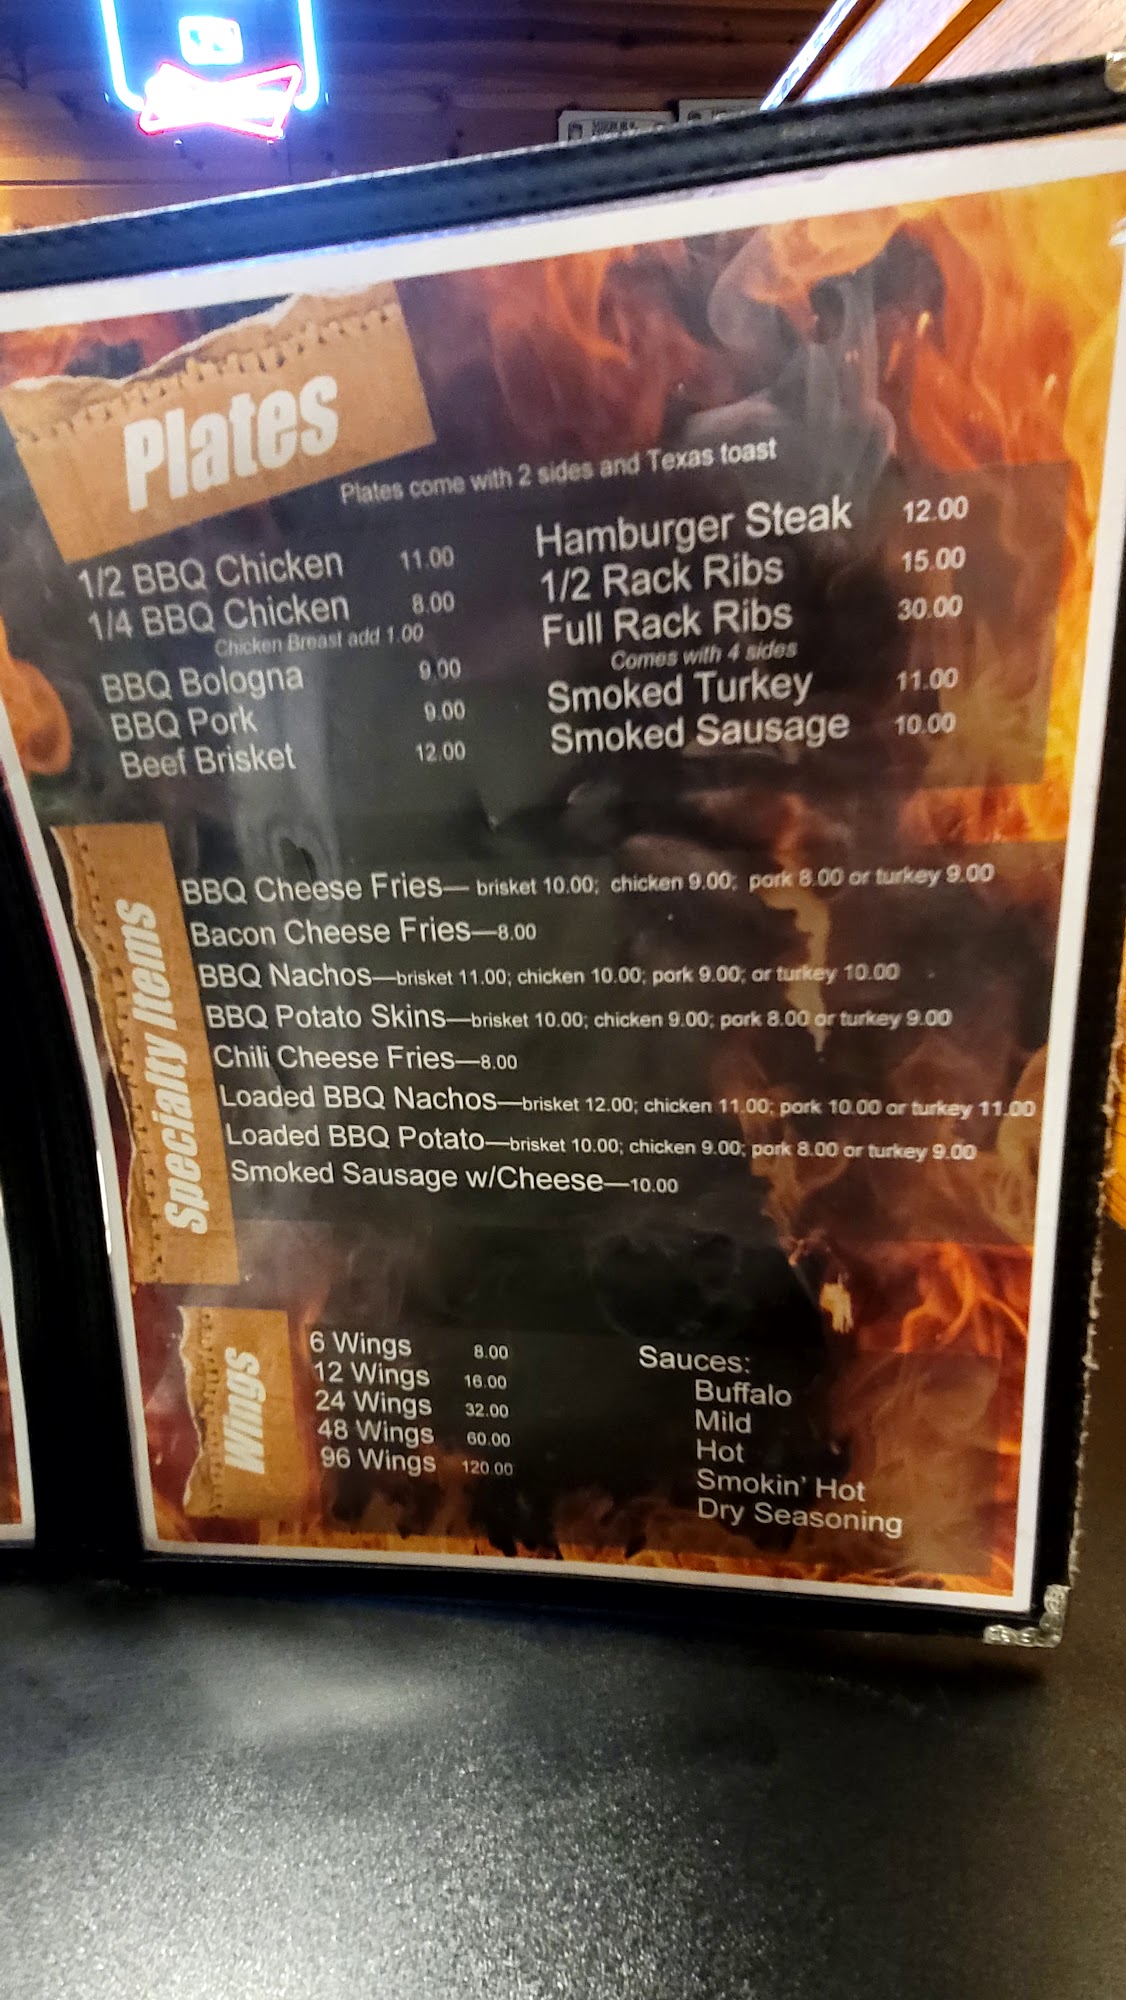 Plates
Plates come with 2 sides and Texas toast
1/2 BBQ Chicken 11.00
1/4 BBQ Chicken 8.00
Chicken Breast add 1.00
BBQ Bologna 9.00
BBQ Pork 9.00
Beef Brisket 12.00
Hamburger Steak 12.00
1/2 Rack Ribs 15.00
Full Rack Ribs 30.00
Comes with 4 sides
Smoked Turkey 11.00
Smoked Sausage 10.00
Specialty Items
BBQ Cheese Fries— brisket 10.00; chicken 9.00; pork 8.00 or turkey 9.00
Bacon Cheese Fries—8.00
BBQ Nachos—brisket 11.00; chicken 10.00; pork 9.00; or turkey 10.00
BBQ Potato Skins—brisket 10.00; chicken 9.00; pork 8.00 or turkey 9.00
Chili Cheese Fries—8.00
Loaded BBQ Nachos—brisket 12.00; chicken 11.00; pork 10.00 or turkey 11.00
Loaded BBQ Potato—brisket 10.00; chicken 9.00; pork 8.00 or turkey 9.00
Smoked Sausage w/Cheese—10.00
Wings
6 Wings 8.00
12 Wings 16.00
24 Wings 32.00
48 Wings 60.00
96 Wings 120.00
Sauces:
Buffalo
Mild
Hot
Smokin' Hot
Dry Seasoning